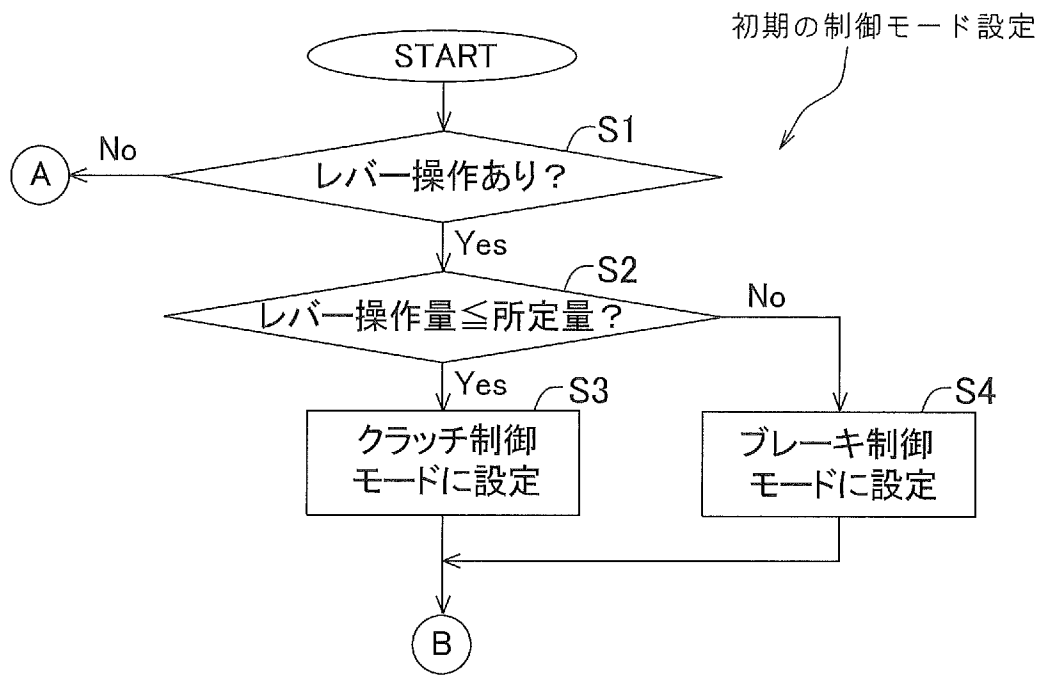 初期の制御モード設定
START
S1
No
A
レバー操作あり？
Yes
S2
レバー操作量≦所定量？
No
Yes
S3
S4
クラッチ制御
モードに設定
ブレーキ制御
モードに設定
B